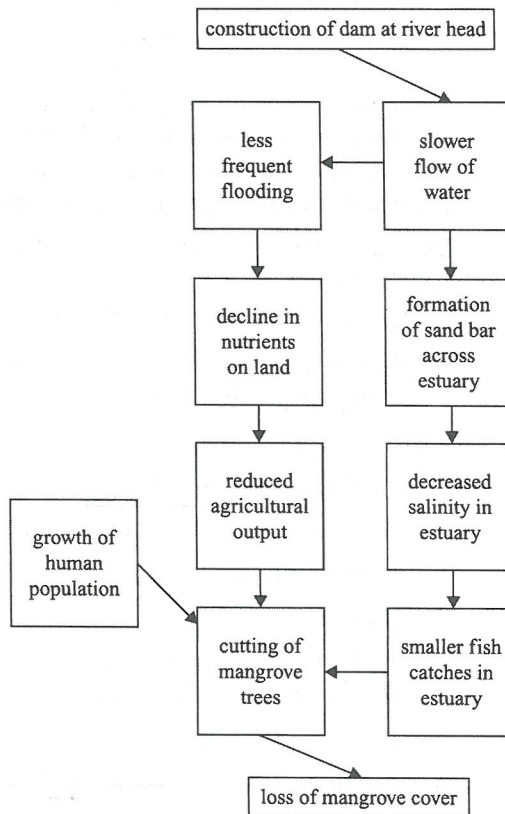 construction of dam at river head
less
frequent
flooding
slower
flow of
water
decline in
nutrients
on land
formation
of sand bar
across
estuary
reduced
agricultural
output
decreased
salinity in
estuary
growth of
human
population
cutting of
mangrove
trees
smaller fish
catches in
estuary
loss of mangrove cover